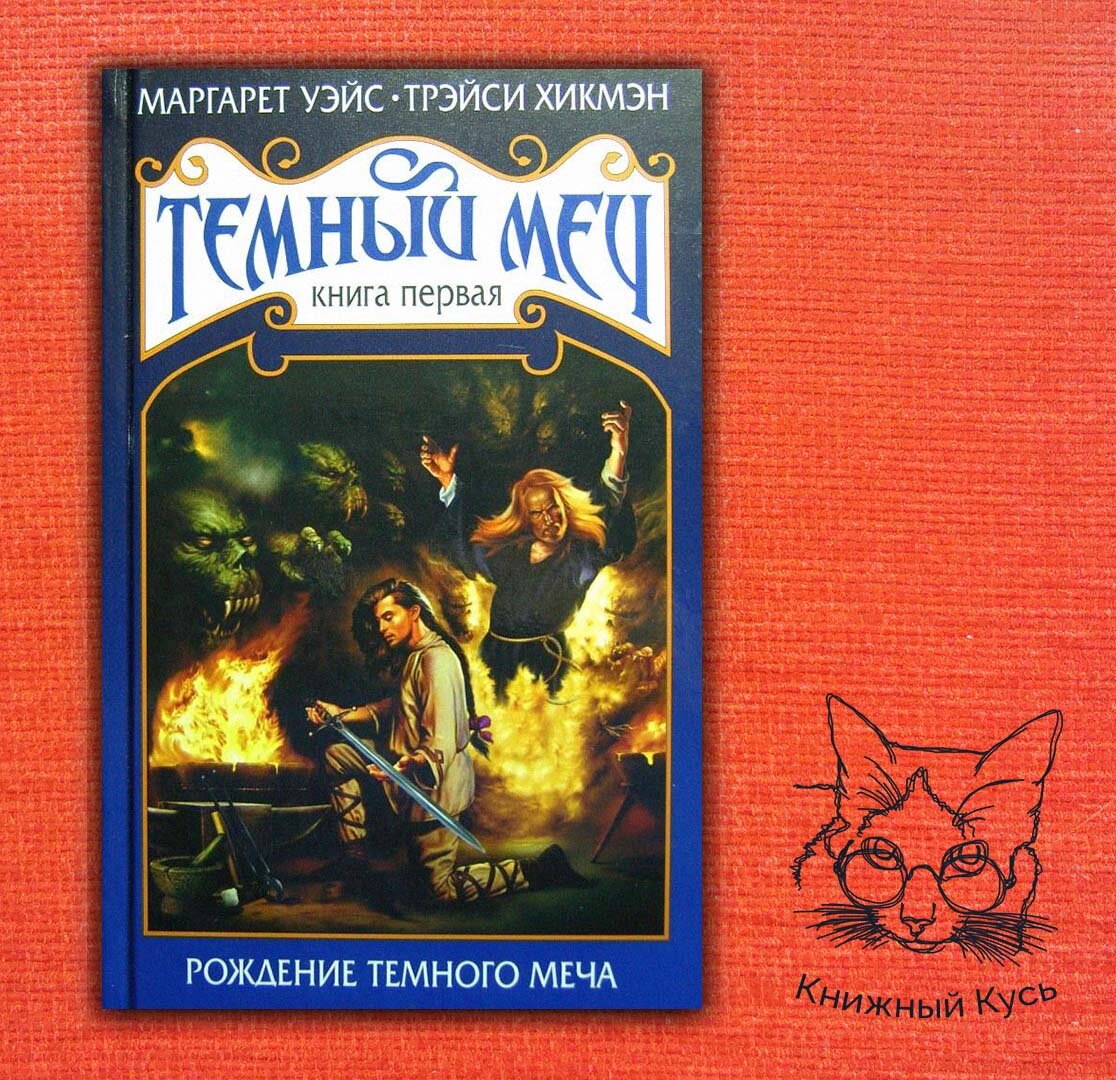 МАРГАРЕТ УЭЙС · ТРЭЙСИ ХИКМЭН
ТЕМНЫЙ МЕЧ
КНИГА ПЕРВАЯ
РОЖДЕНИЕ ТЕМНОГО МЕЧА
Книжный Кусь